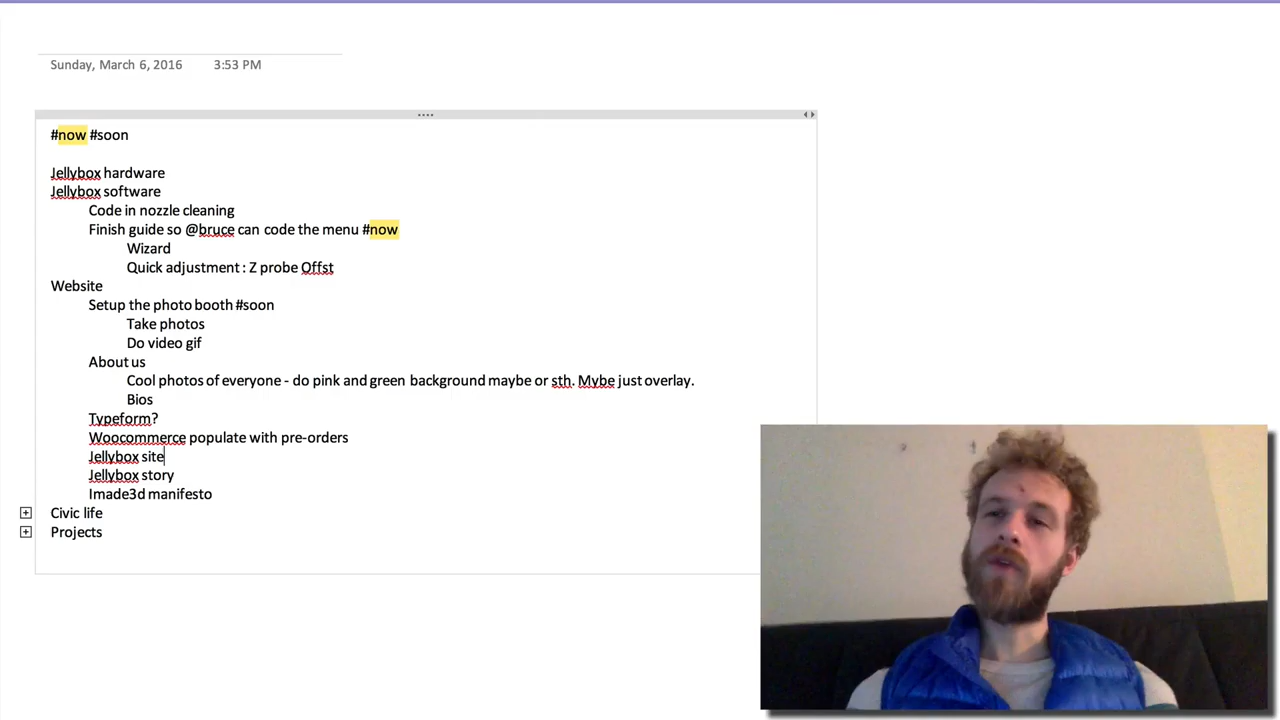 Sunday, March 6, 2016 3:53 PM
#now #soon
Jellybox hardware
Jellybox software
Code in nozzle cleaning
Finish guide so @bruce can code the menu #now
Wizard
Quick adjustment : Z probe Offst
Website
Setup the photo booth #soon
Take photos
Do video gif
About us
Cool photos of everyone - do pink and green background maybe or sth. Mybe just overlay.
Bios
Typeform?
Woocommerce populate with pre-orders
Jellybox site
Jellybox story
Imade3d manifesto
Civic life
Projects